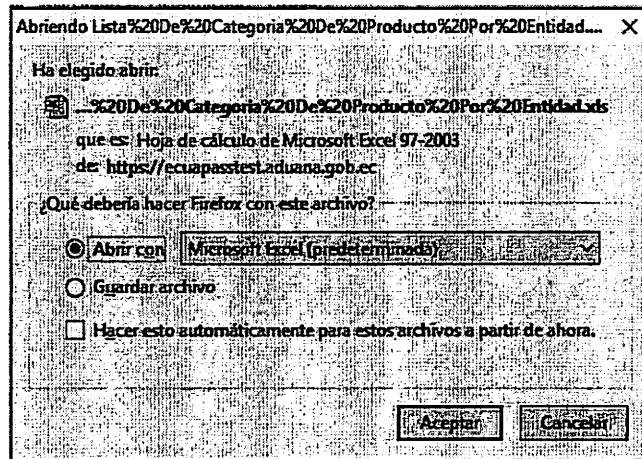 Abriendo Lista%20De%20Categoria%20De%20Producto%20Por%20Entidad....
Ha elegido abrir:
...%20De%20Categoria%20De%20Producto%20Por%20Entidad.xls
que es: Hoja de cálculo de Microsoft Excel 97-2003
de: https://ecuapasstest.aduana.gob.ec
¿Qué debería hacer Firefox con este archivo?
Abrir con Microsoft Excel (predeterminada)
Guardar archivo
Hacer esto automáticamente para estos archivos a partir de ahora.
Aceptar Cancelar